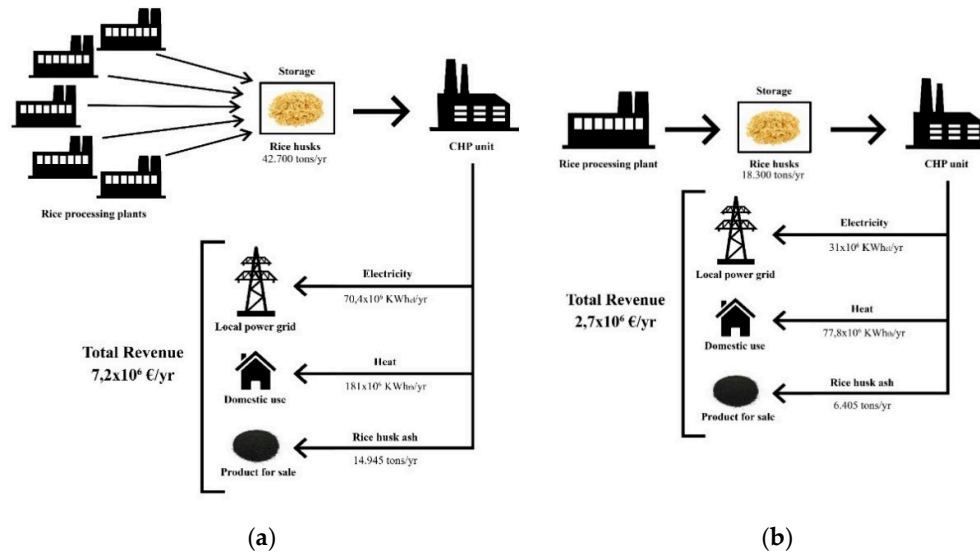 Storage
Rice husks
42.700 tons/yr
CHP unit
Rice processing plants
Electricity
70,4x10⁶ KWhel/yr
Local power grid
Total Revenue
7,2x10⁶ €/yr
Heat
181x10⁶ KWhth/yr
Domestic use
Rice husk ash
14.945 tons/yr
Product for sale
(a)
Storage
Rice processing plant
Rice husks
18.300 tons/yr
CHP unit
Electricity
31x10⁶ KWhel/yr
Local power grid
Total Revenue
2,7x10⁶ €/yr
Heat
77,8x10⁶ KWhth/yr
Domestic use
Rice husk ash
6.405 tons/yr
Product for sale
(b)